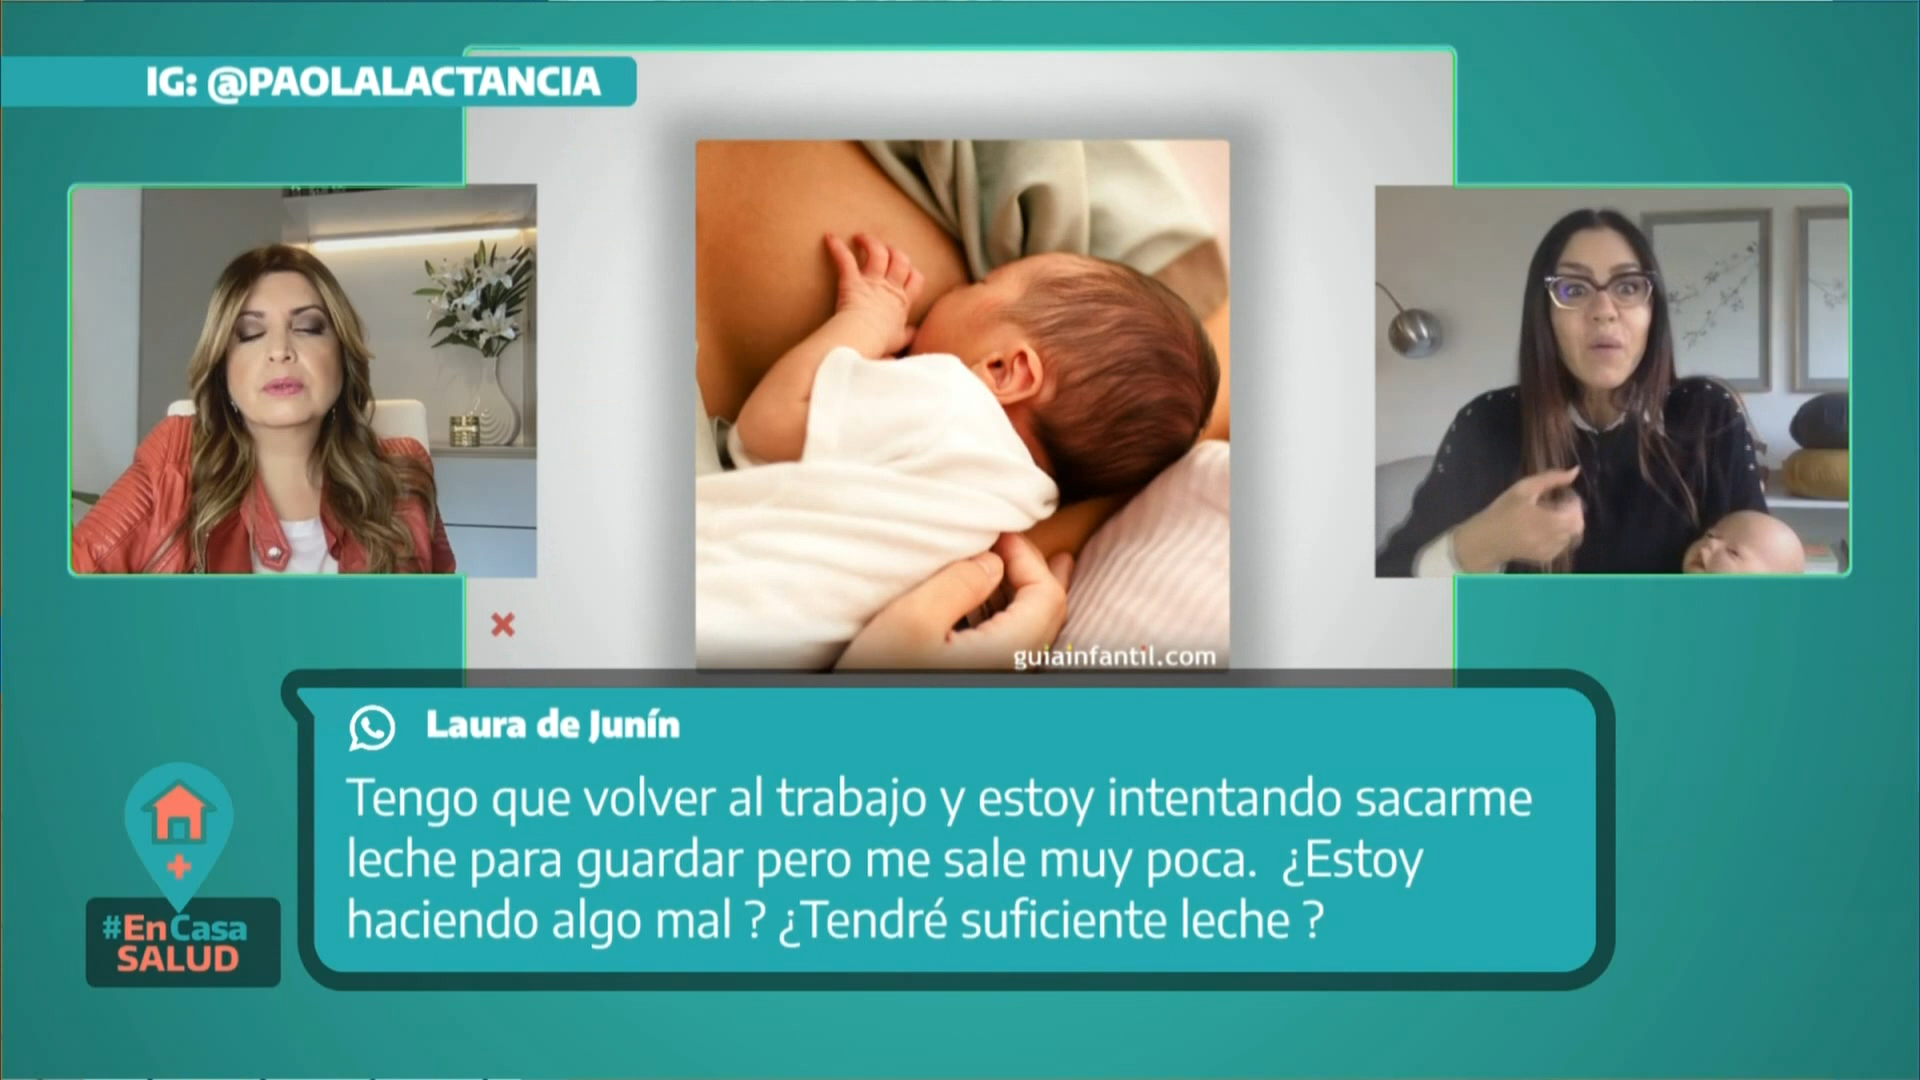 IG: @PAOLALACTANCIA
guiainfantil.com
Laura de Junín
Tengo que volver al trabajo y estoy intentando sacarme
leche para guardar pero me sale muy poca. ¿Estoy
haciendo algo mal ? ¿Tendré suficiente leche ?
#EnCasa
SALUD